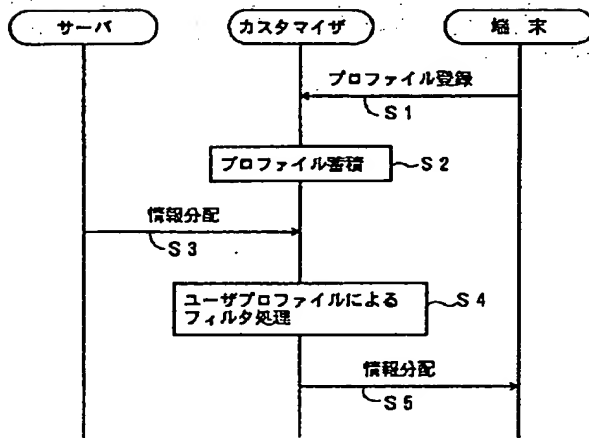 サーバ
カスタマイザ
端 末
プロファイル登録
S1
プロファイル蓄積
S2
情報分配
S3
ユーザプロファイルによる
フィルタ処理
S4
情報分配
S5